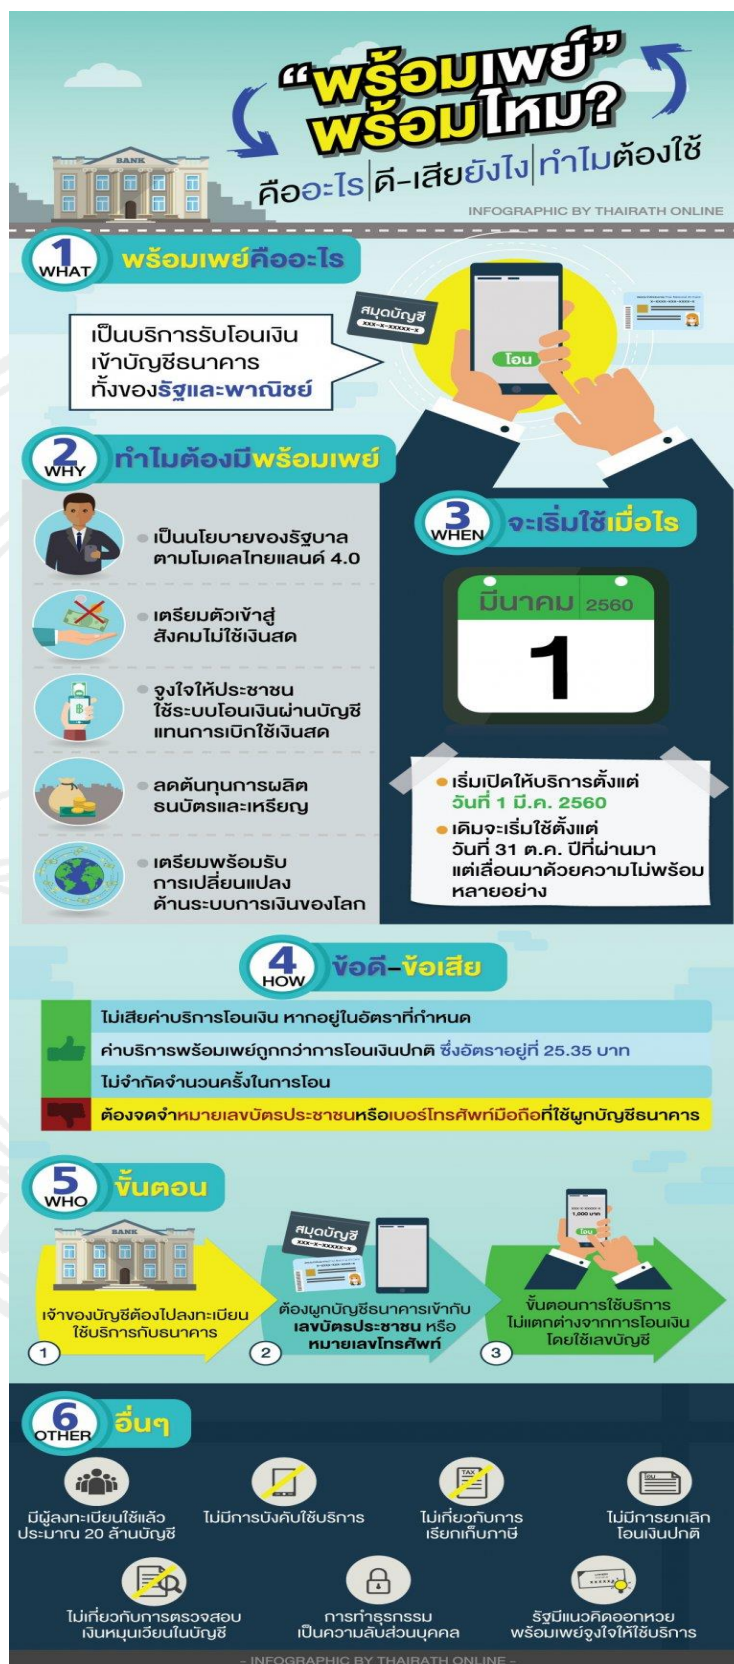 “พร้อมเพย์”
พร้อมไหม?
คืออะไร|ดี-เสียยังไง|ทำไมต้องใช้
BANK
INFOGRAPHIC BY THAIRATH ONLINE
1
WHAT
พร้อมเพย์คืออะไร
เป็นบริการรับโอนเงิน
เข้าบัญชีธนาคาร
ทั้งของรัฐและพาณิชย์
สมุดบัญชี
xxx-x-xxxxx-x
โอน
2
WHY
ทำไมต้องมีพร้อมเพย์
เป็นนโยบายของรัฐบาล
ตามโมเดลไทยแลนด์ 4.0
เตรียมตัวเข้าสู่
สังคมไม่ใช้เงินสด
จูงใจให้ประชาชน
ใช้ระบบโอนเงินผ่านบัญชี
แทนการเบิกใช้เงินสด
ลดต้นทุนการผลิต
ธนบัตรและเหรียญ
เตรียมพร้อมรับ
การเปลี่ยนแปลง
ด้านระบบการเงินของโลก
3
WHEN
จะเริ่มใช้เมื่อไร
มีนาคม 2560
1
เริ่มเปิดให้บริการตั้งแต่
วันที่ 1 มี.ค. 2560
เดิมจะเริ่มใช้ตั้งแต่
วันที่ 31 ต.ค. ปีที่ผ่านมา
แต่เลื่อนมาด้วยความไม่พร้อม
หลายอย่าง
4
HOW
ข้อดี-ข้อเสีย
ไม่เสียค่าบริการโอนเงิน หากอยู่ในอัตราที่กำหนด
ค่าบริการพร้อมเพย์ถูกกว่าการโอนเงินปกติ ซึ่งอัตราอยู่ที่ 25.35 บาท
ไม่จำกัดจำนวนครั้งในการโอน
ต้องจดจำหมายเลขบัตรประชาชนหรือเบอร์โทรศัพท์มือถือที่ใช้ผูกบัญชีธนาคาร
5
WHO
ขั้นตอน
BANK
เจ้าของบัญชีต้องไปลงทะเบียน
ใช้บริการกับธนาคาร
1
สมุดบัญชี
xxx-x-xxxxx-x
ต้องผูกบัญชีธนาคารเข้ากับ
เลขบัตรประชาชน หรือ
หมายเลขโทรศัพท์
2
1,000 บาท
โอน
ขั้นตอนการใช้บริการ
ไม่แตกต่างจากการโอนเงิน
โดยใช้เลขบัญชี
3
6
OTHER
อื่นๆ
มีผู้ลงทะเบียนใช้แล้ว
ประมาณ 20 ล้านบัญชี
ไม่มีการบังคับใช้บริการ
TAX
ไม่เกี่ยวกับการ
เรียกเก็บภาษี
โอน
ไม่มีการยกเลิก
โอนเงินปกติ
ไม่เกี่ยวกับการตรวจสอบ
เงินหมุนเวียนในบัญชี
การทำธุรกรรม
เป็นความลับส่วนบุคคล
รัฐมีแนวคิดออกหวย
พร้อมเพย์จูงใจให้ใช้บริการ
- INFOGRAPHIC BY THAIRATH ONLINE -